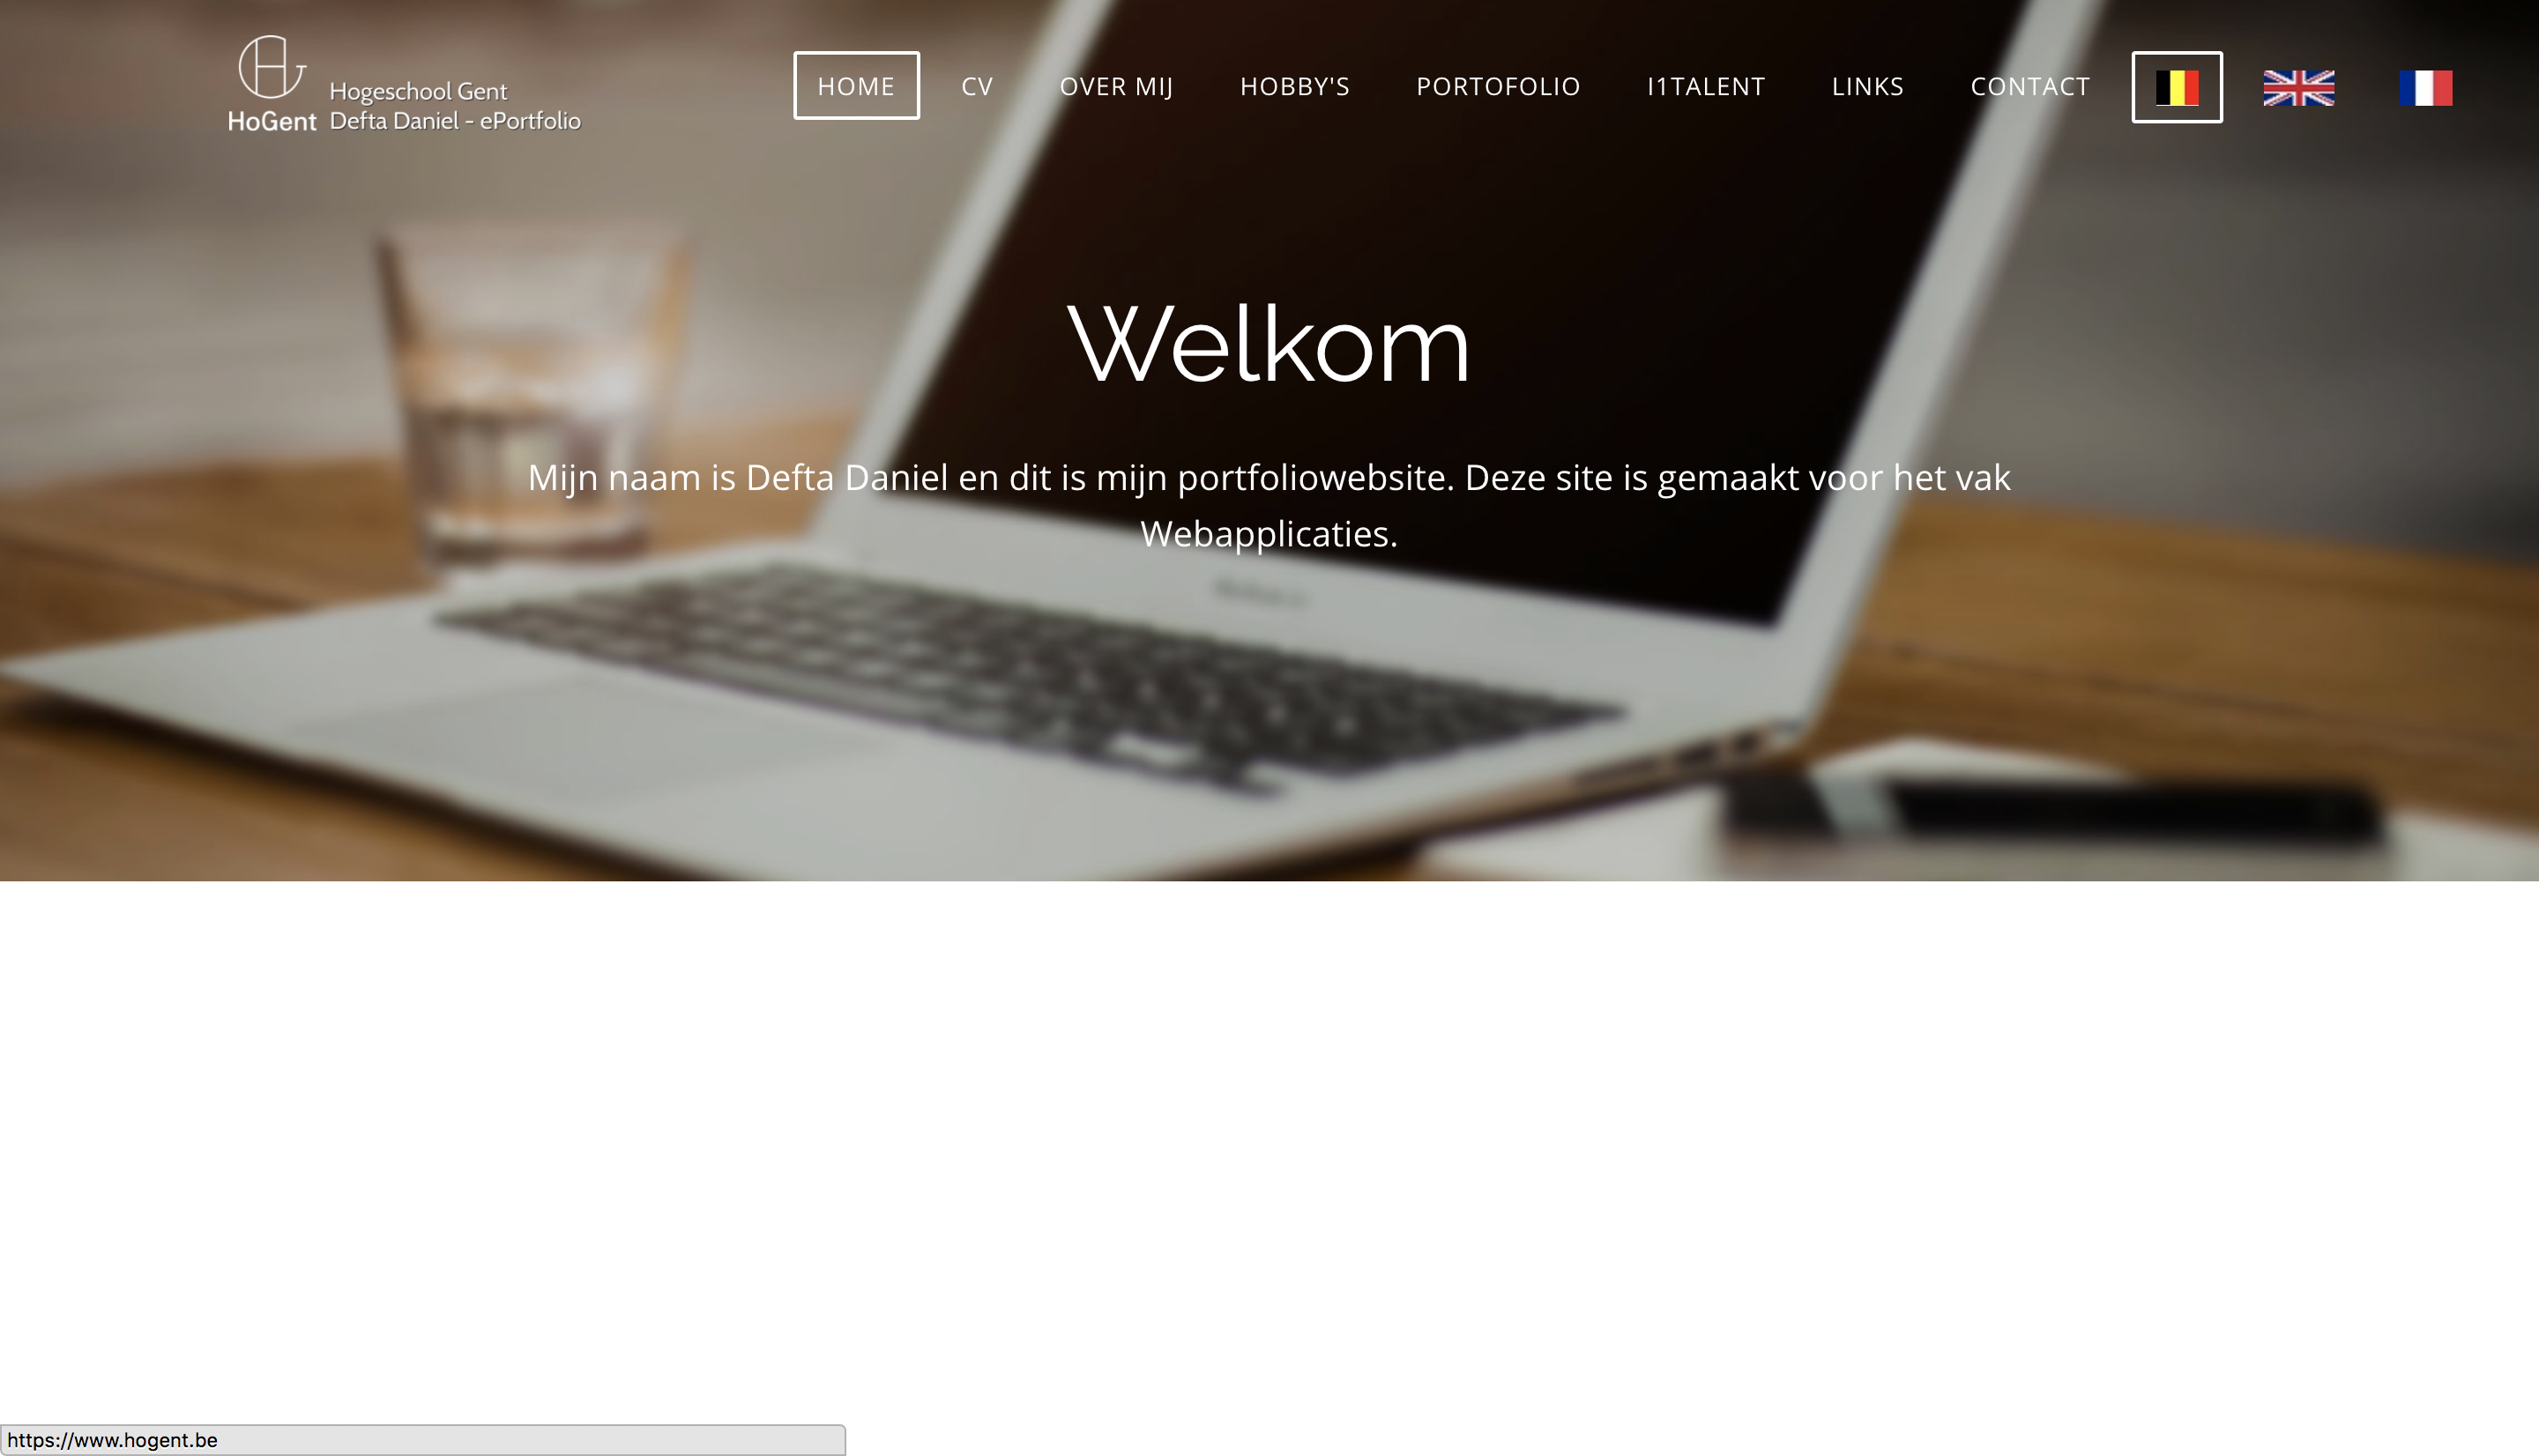 HoGent
Hogeschool Gent
Defta Daniel - ePortfolio
HOME
CV
OVER MIJ
HOBBY'S
PORTOFOLIO
I1TALENT
LINKS
CONTACT
Welkom
Mijn naam is Defta Daniel en dit is mijn portfoliowebsite. Deze site is gemaakt voor het vak
Webapplicaties.
https://www.hogent.be